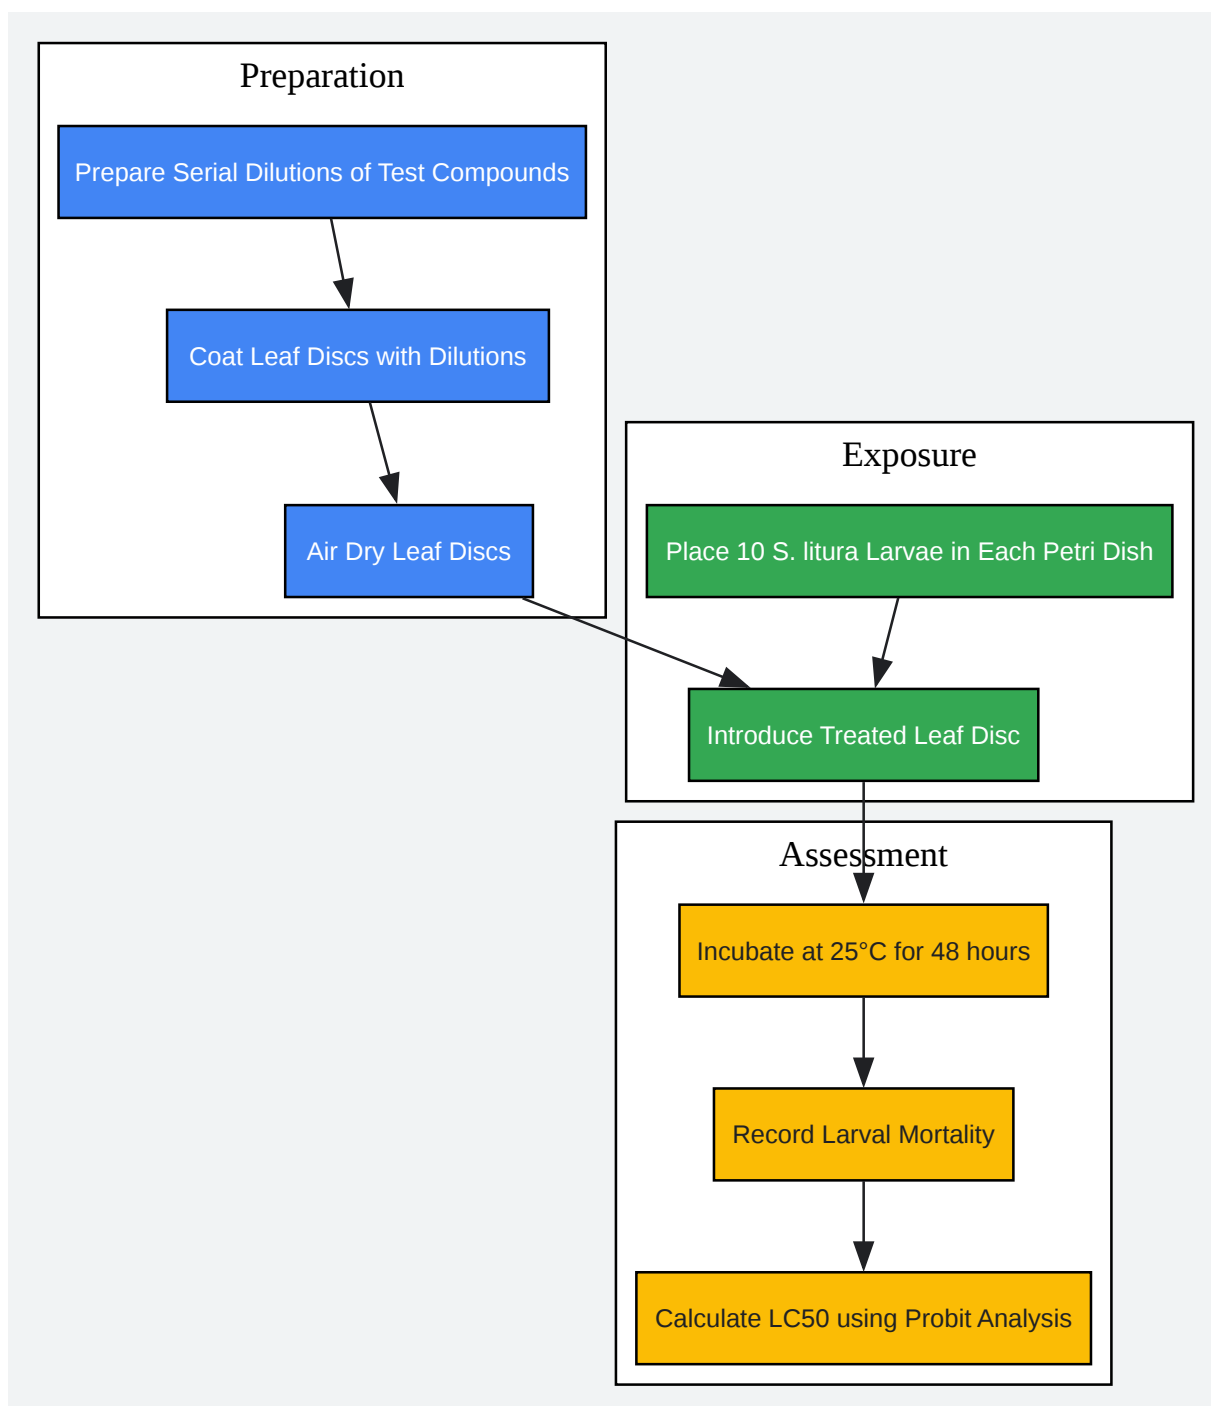 Preparation
Prepare Serial Dilutions of Test Compounds
Coat Leaf Discs with Dilutions
Air Dry Leaf Discs
Exposure
Place 10 S. litura Larvae in Each Petri Dish
Introduce Treated Leaf Disc
Assessment
Incubate at 25°C for 48 hours
Record Larval Mortality
Calculate LC50 using Probit Analysis